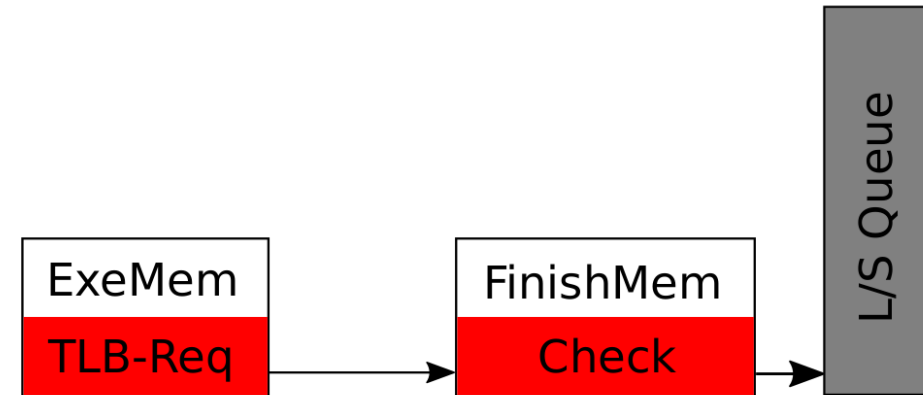 ExeMem
TLB-Req
FinishMem
Check
L/S Queue